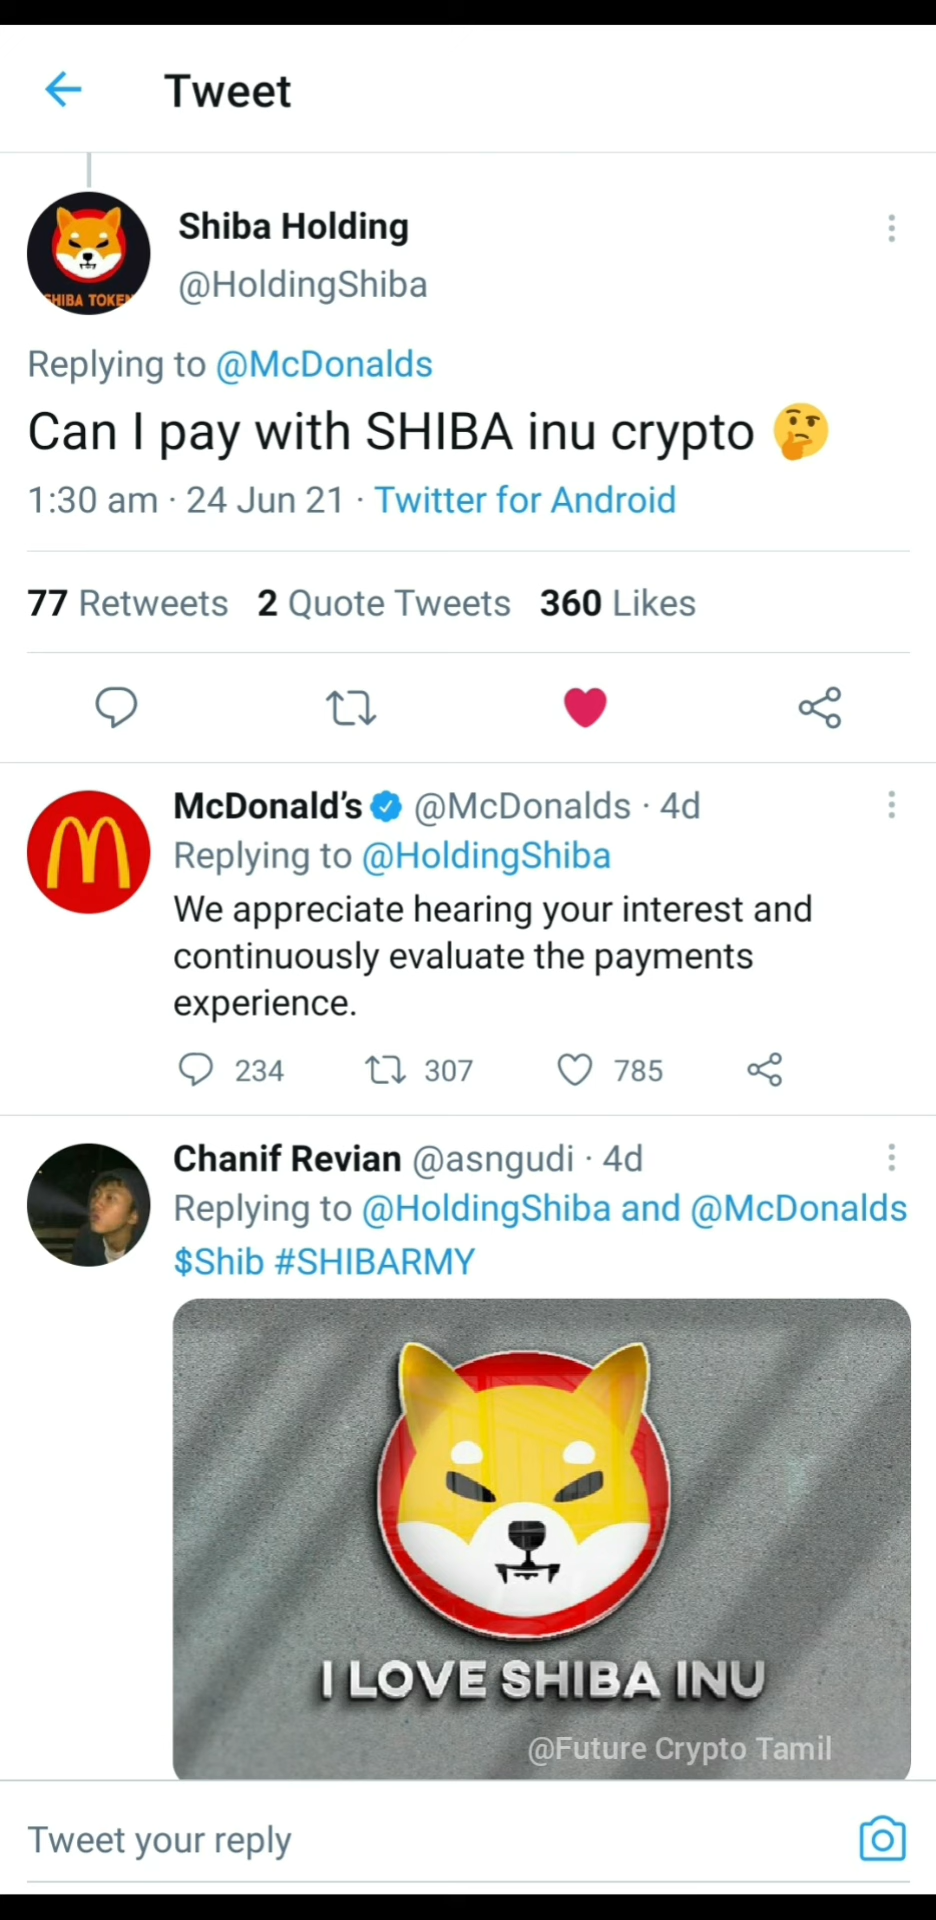 Tweet
SHIBA TOKEN
Shiba Holding
@HoldingShiba
Replying to @McDonalds
Can I pay with SHIBA inu crypto 🤔
1:30 am · 24 Jun 21 · Twitter for Android
77 Retweets 2 Quote Tweets 360 Likes
McDonald's @McDonalds · 4d
Replying to @HoldingShiba
We appreciate hearing your interest and
continuously evaluate the payments
experience.
234 307 785
Chanif Revian @asngudi · 4d
Replying to @HoldingShiba and @McDonalds
$Shib #SHIBARMY
I LOVE SHIBA INU
@Future Crypto Tamil
Tweet your reply